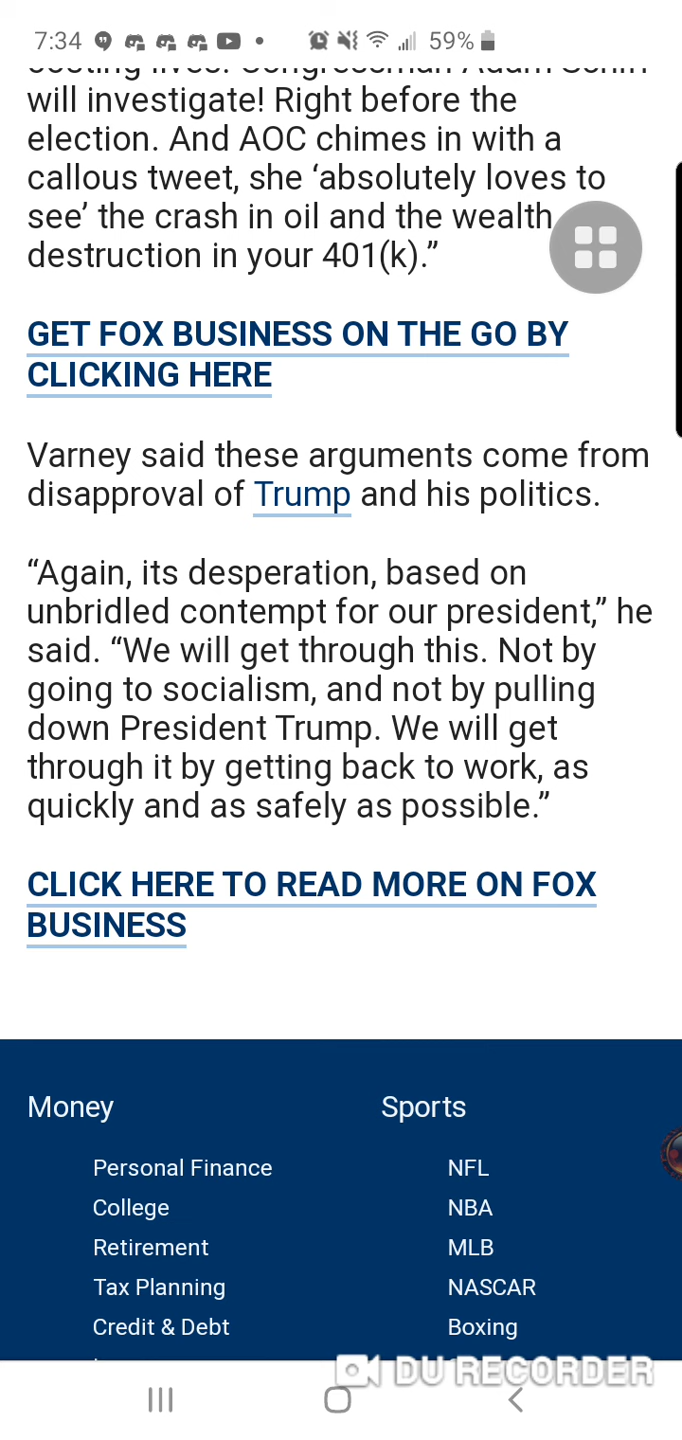 7:34 59%
will investigate! Right before the
election. And AOC chimes in with a
callous tweet, she ‘absolutely loves to
see’ the crash in oil and the wealth
destruction in your 401(k).”
GET FOX BUSINESS ON THE GO BY
CLICKING HERE
Varney said these arguments come from
disapproval of Trump and his politics.
“Again, its desperation, based on
unbridled contempt for our president,” he
said. “We will get through this. Not by
going to socialism, and not by pulling
down President Trump. We will get
through it by getting back to work, as
quickly and as safely as possible.”
CLICK HERE TO READ MORE ON FOX
BUSINESS
Money
Personal Finance
College
Retirement
Tax Planning
Credit & Debt
Sports
NFL
NBA
MLB
NASCAR
Boxing
DU RECORDER